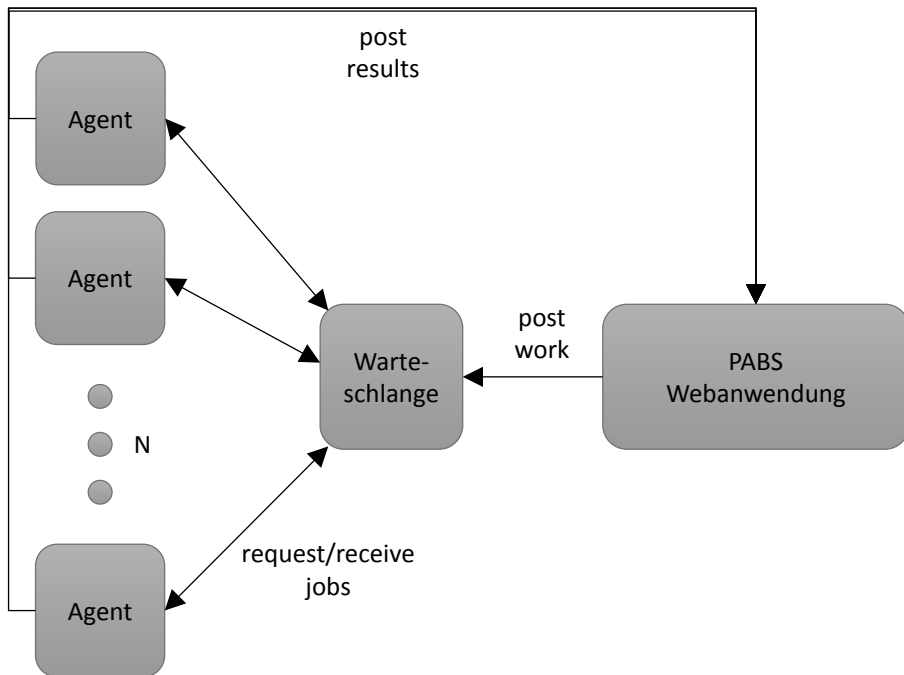 post
results
Agent
Agent
post
work
Warte-
schlange
PABS
Webanwendung
N
request/receive
jobs
Agent